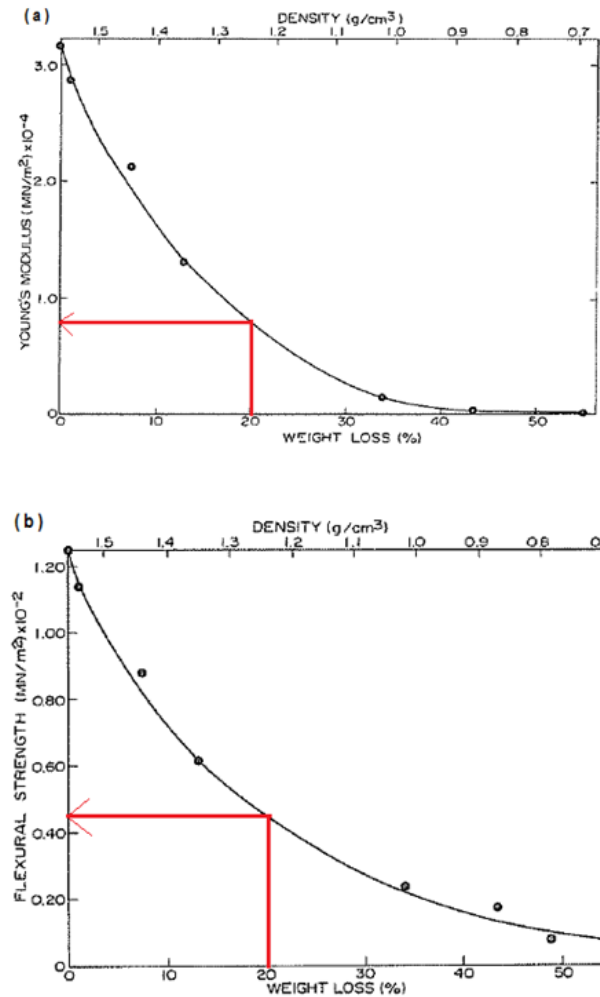 (a)
DENSITY (g/cm³)
1.5 1.4 1.3 1.2 1.1 1.0 0.9 0.8 0.7
YOUNG'S MODULUS (MN/m²) ×10⁻⁴
3.0
2.0
1.0
0
0 10 20 30 40 50
WEIGHT LOSS (%)
(b)
DENSITY (g/cm³)
1.5 1.4 1.3 1.2 1.1 1.0 0.8 0.6 0
FLEXURAL STRENGTH (MN/m²) ×10⁻²
1.20
1.00
0.80
0.60
0.40
0.20
0
0 10 20 30 40 50
WEIGHT LOSS (%)